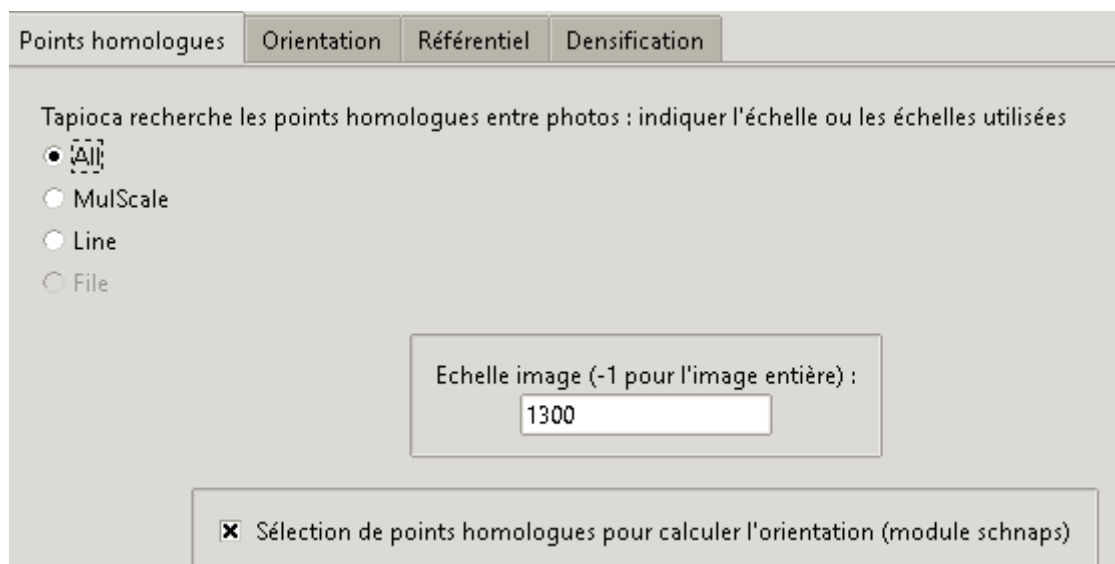 Points homologues Orientation Référentiel Densification
Tapioca recherche les points homologues entre photos : indiquer l'échelle ou les échelles utilisées
All
MulScale
Line
File
Echelle image (-1 pour l'image entière) :
1300
Sélection de points homologues pour calculer l'orientation (module schnaps)